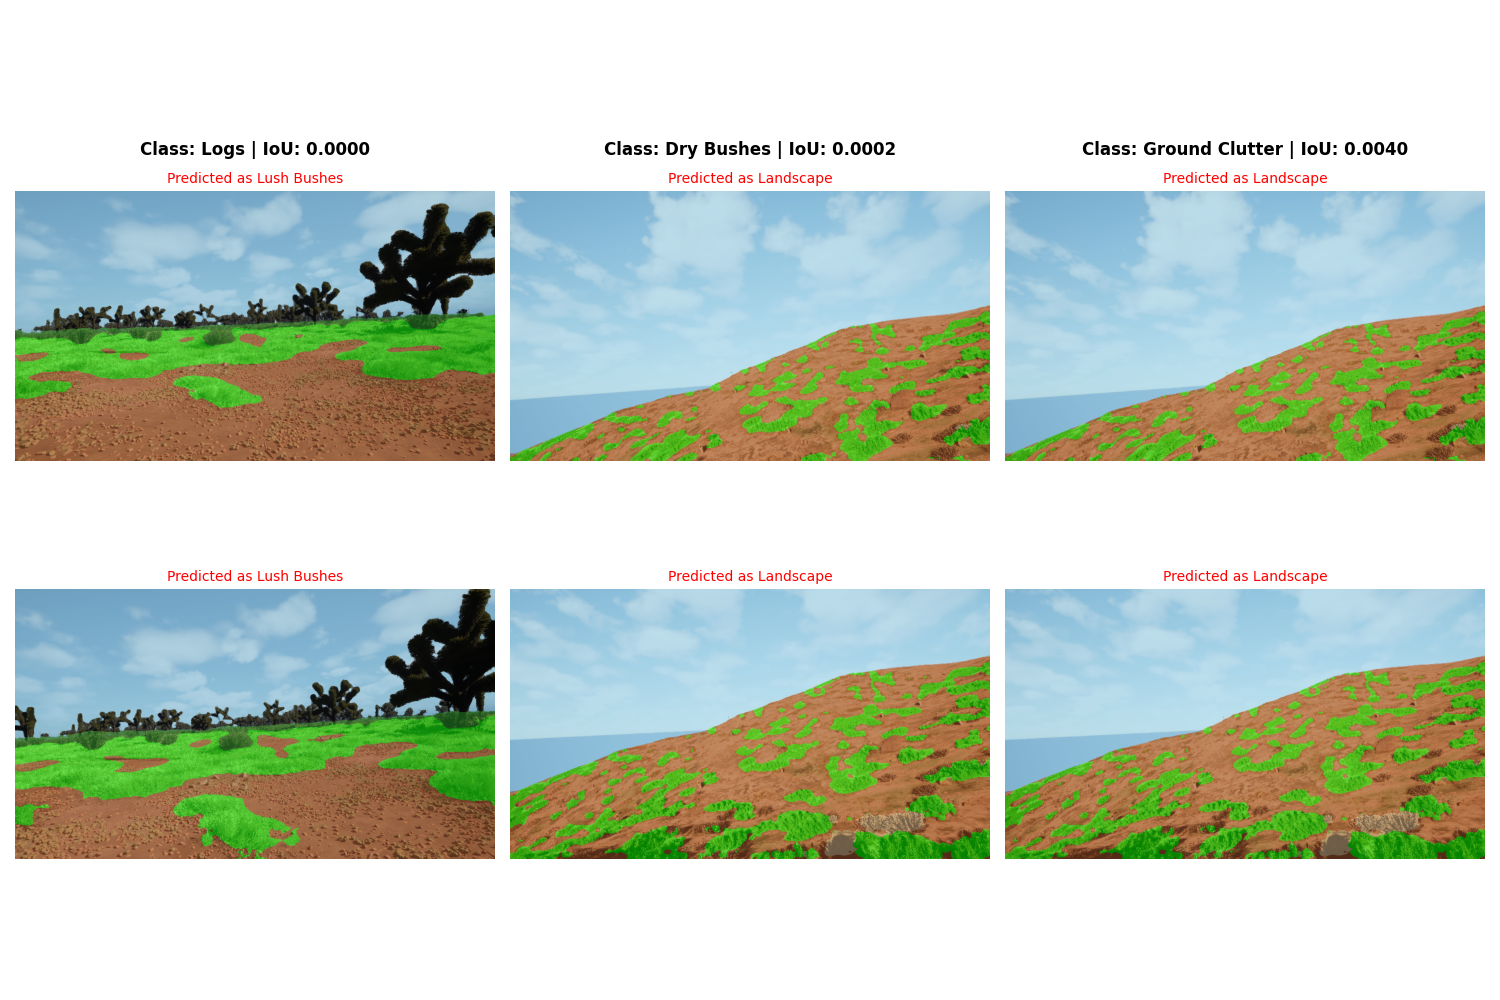 Class: Logs | IoU: 0.0000
Predicted as Lush Bushes
Class: Dry Bushes | IoU: 0.0002
Predicted as Landscape
Class: Ground Clutter | IoU: 0.0040
Predicted as Landscape
Predicted as Lush Bushes
Predicted as Landscape
Predicted as Landscape